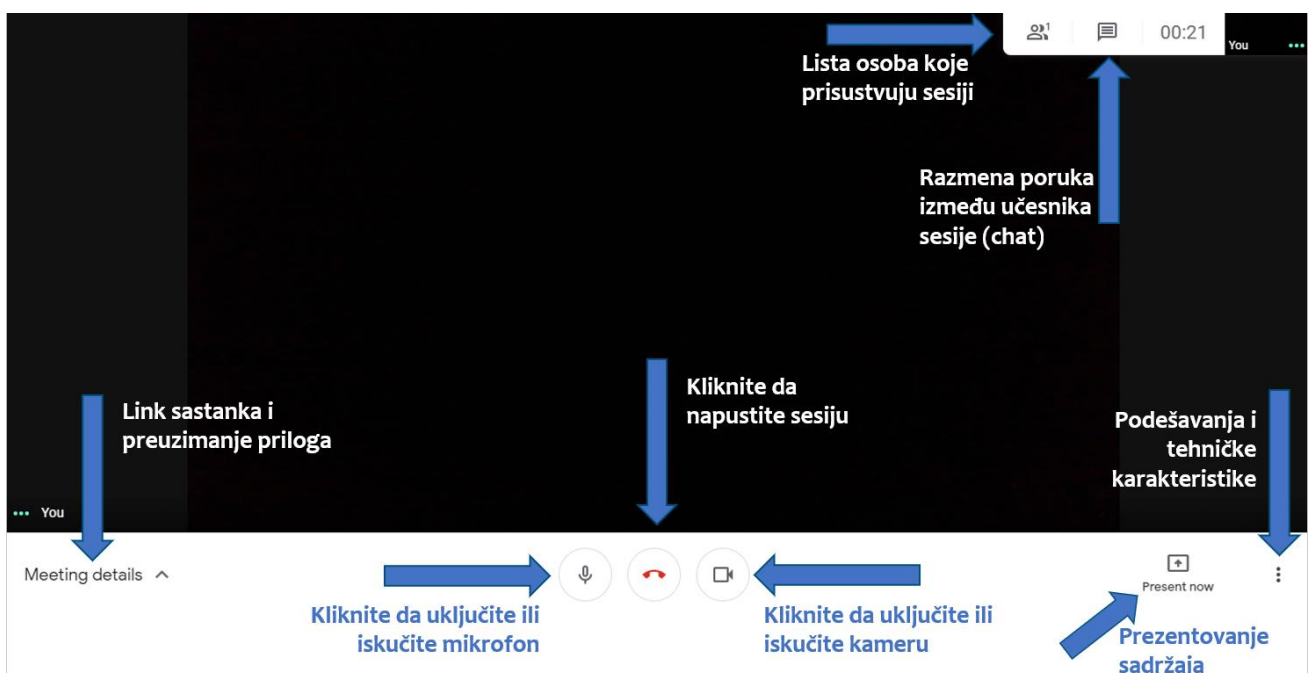 1
00:21
You
Lista osoba koje
prisustvuju sesiji
Razmena poruka
između učesnika
sesije (chat)
Kliknite da
napustite sesiju
Link sastanka i
preuzimanje priloga
Podešavanja i
tehničke
karakteristike
You
Meeting details
Present now
Kliknite da uključite ili
iskučite mikrofon
Kliknite da uključite ili
iskučite kameru
Prezentovanje
sadržaja